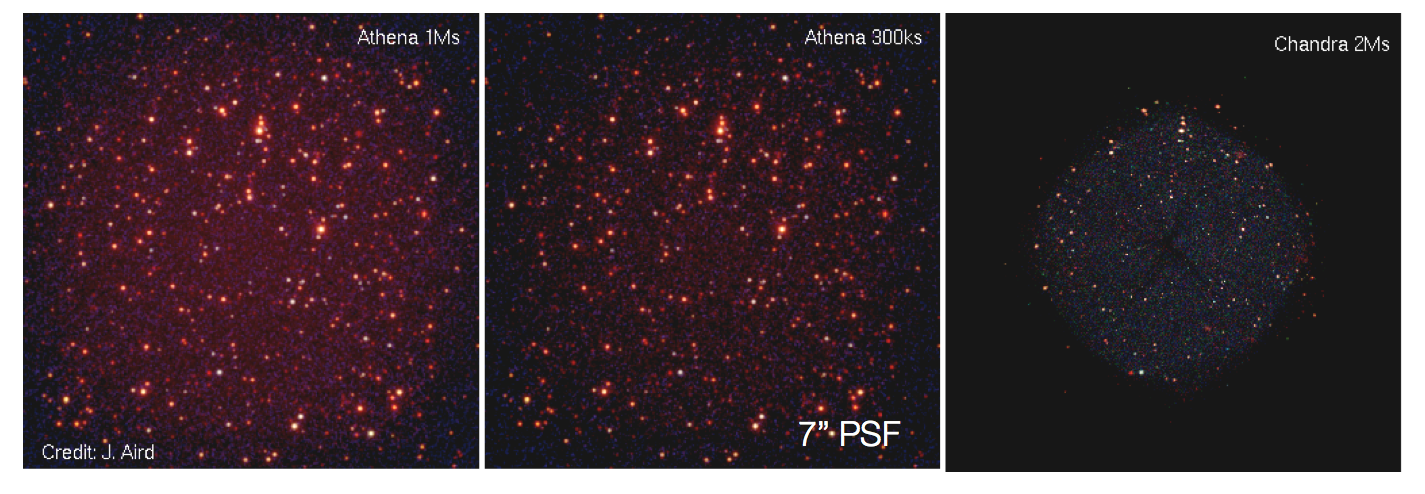 Athena 1Ms
Athena 300ks
Chandra 2Ms
7” PSF
Credit: J. Aird